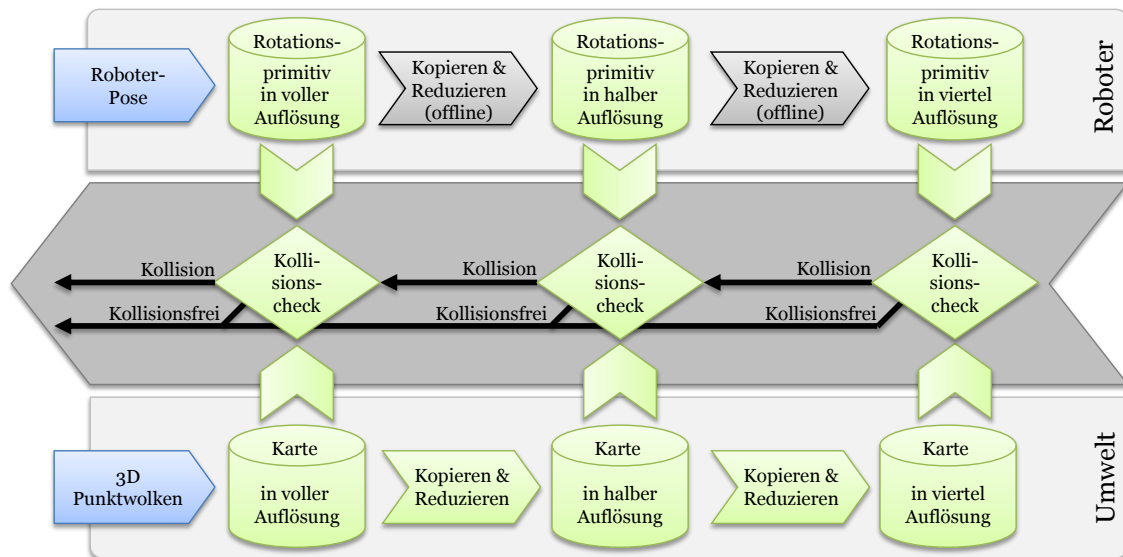 Roboter-
Pose
Rotations-
primitiv
in voller
Auflösung
Kopieren &
Reduzieren
(offline)
Rotations-
primitiv
in halber
Auflösung
Kopieren &
Reduzieren
(offline)
Rotations-
primitiv
in viertel
Auflösung
Roboter
Kollision
Kolli-
sions-
check
Kollision
Kolli-
sions-
check
Kollision
Kolli-
sions-
check
Kollisionsfrei
Kollisionsfrei
Kollisionsfrei
3D
Punktwolken
Karte
in voller
Auflösung
Kopieren &
Reduzieren
Karte
in halber
Auflösung
Kopieren &
Reduzieren
Karte
in viertel
Auflösung
Umwelt